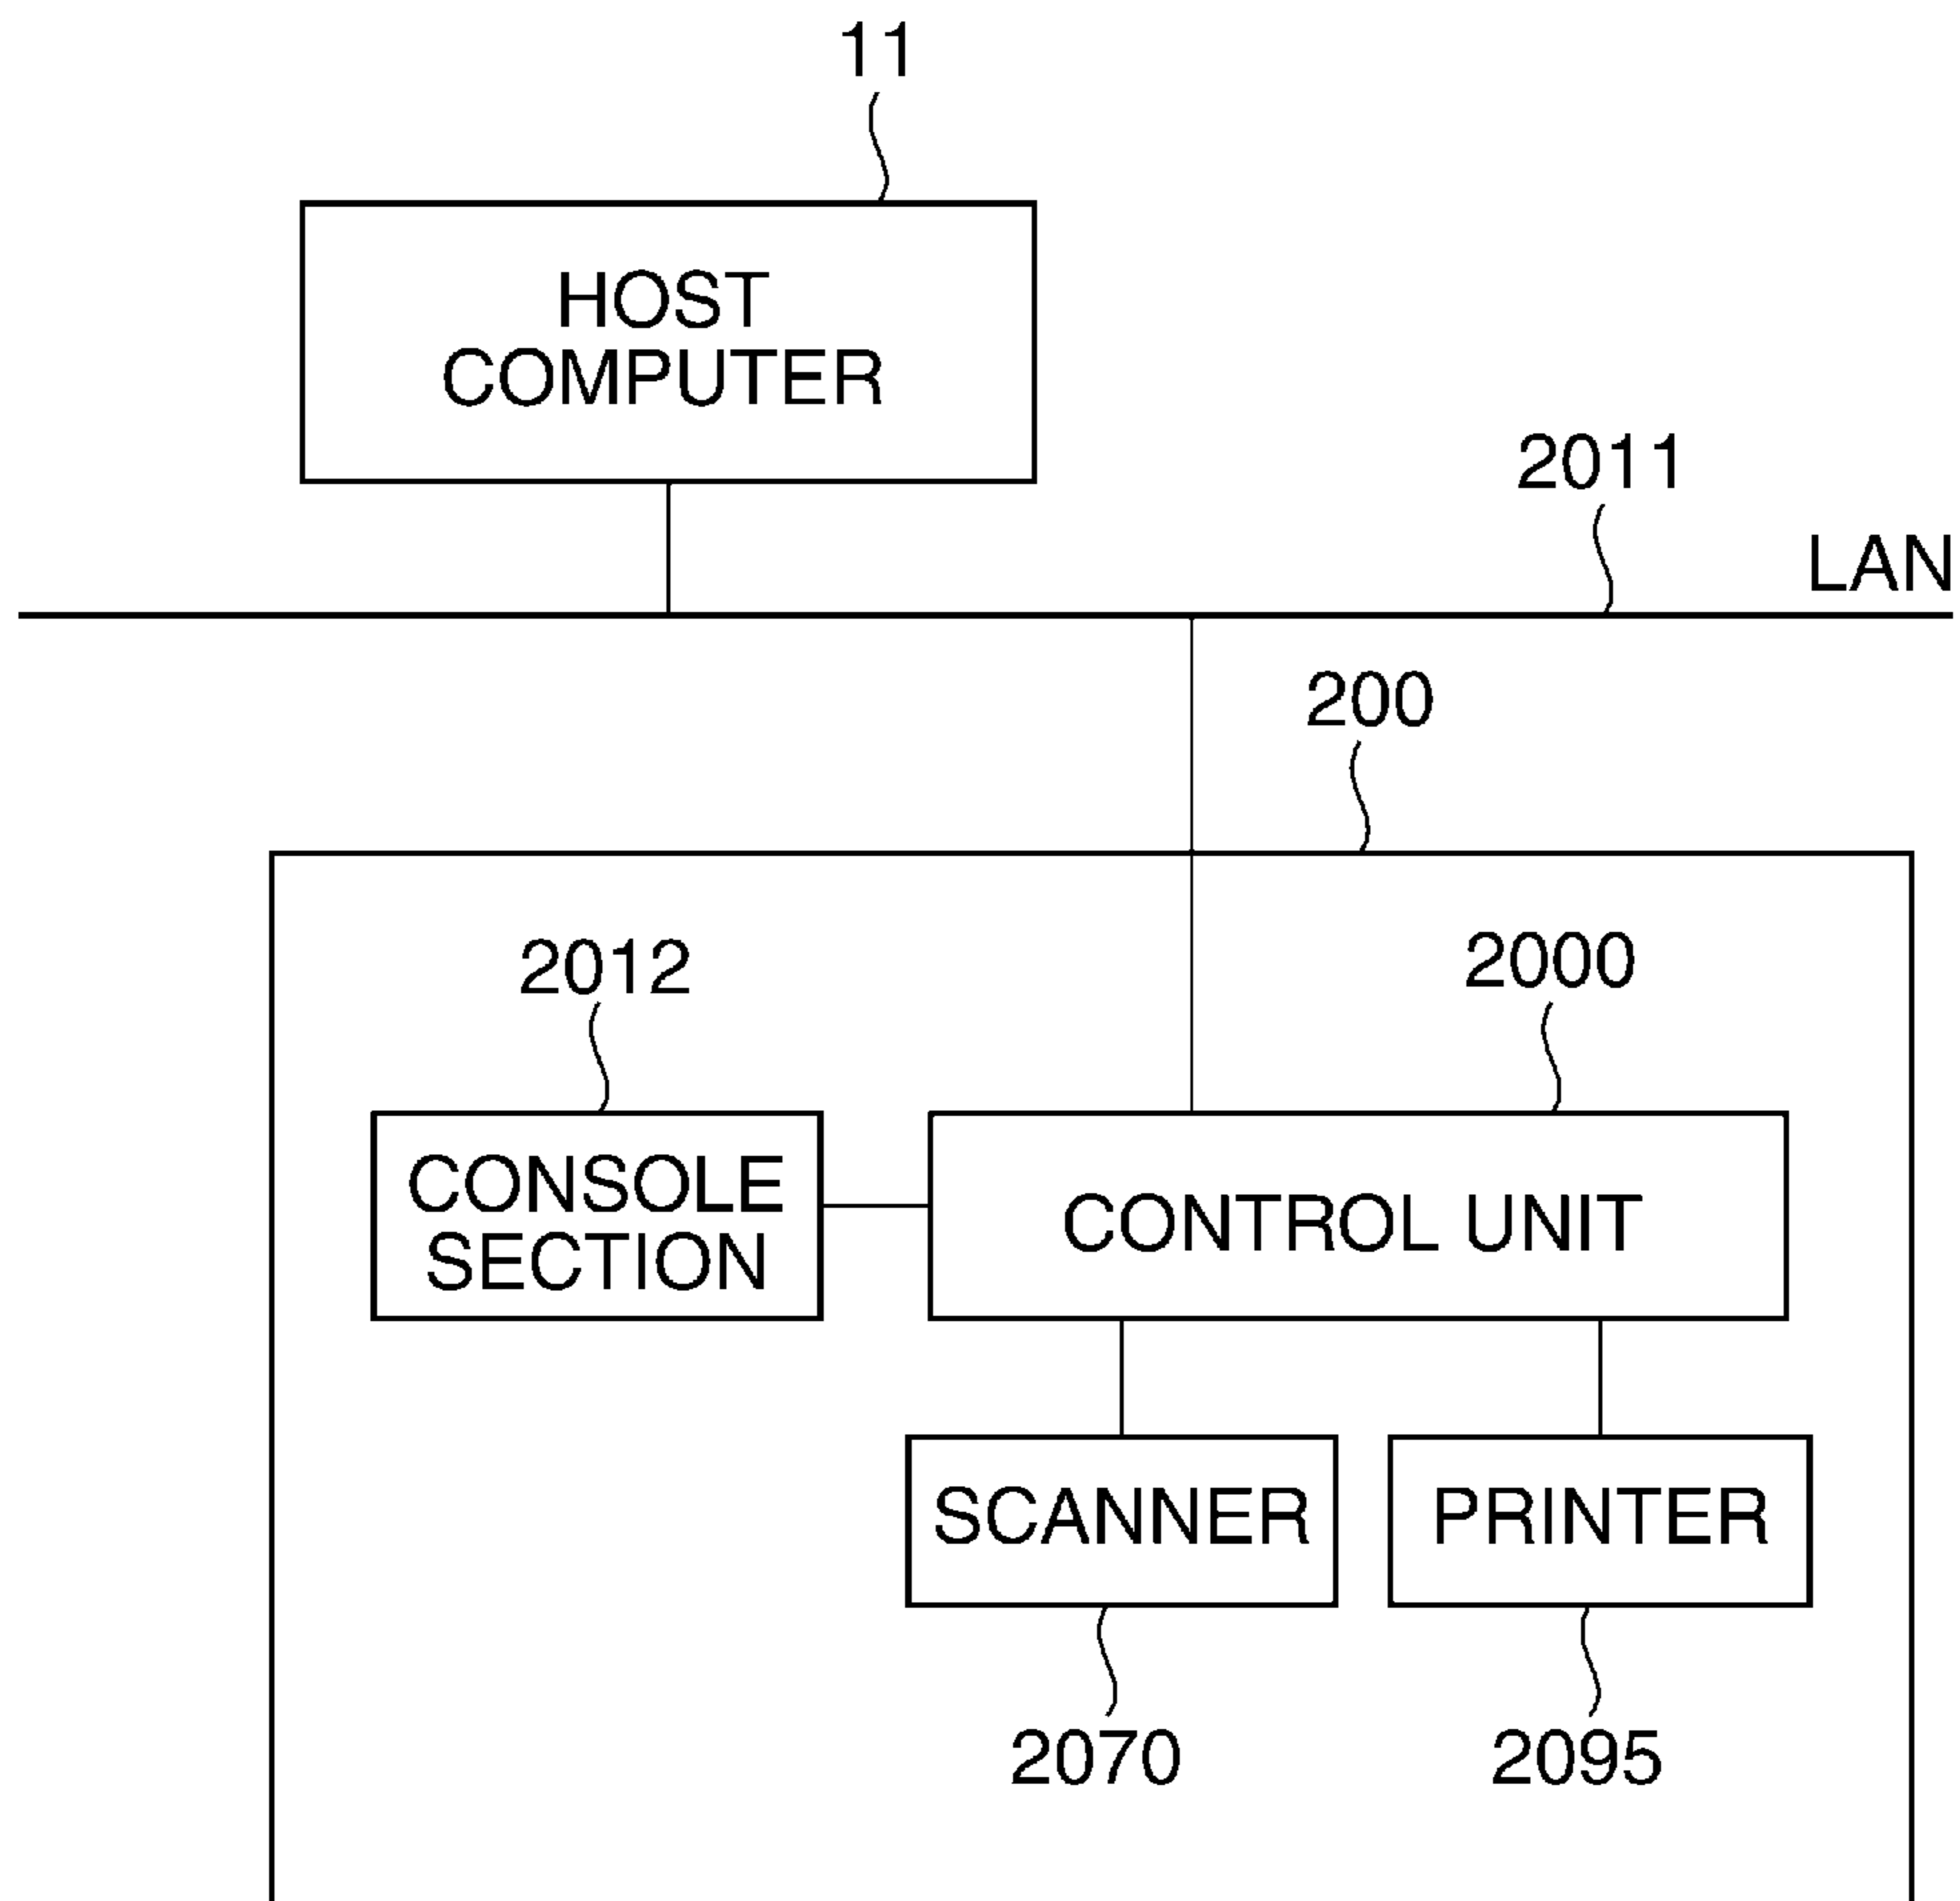 11
HOST
COMPUTER
2011
LAN
200
2012
2000
CONSOLE
SECTION
CONTROL UNIT
SCANNER
PRINTER
2070
2095